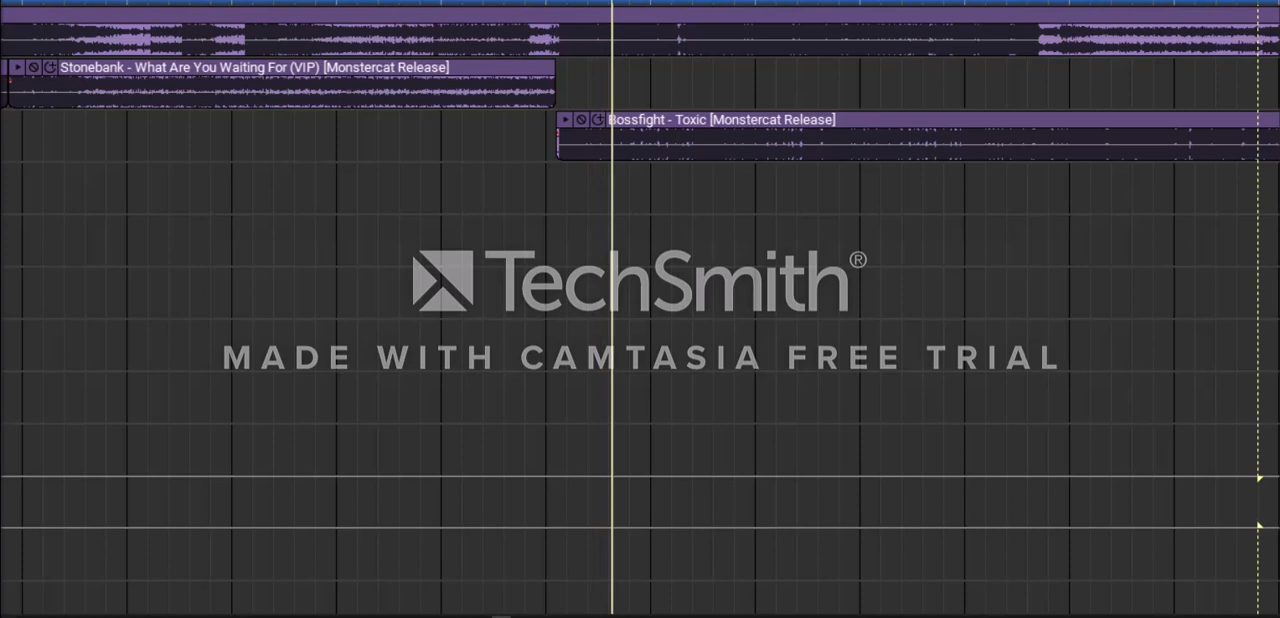 Stonebank - What Are You Waiting For (VIP) [Monstercat Release]
Bossfight - Toxic [Monstercat Release]
TechSmith®
MADE WITH CAMTASIA FREE TRIAL